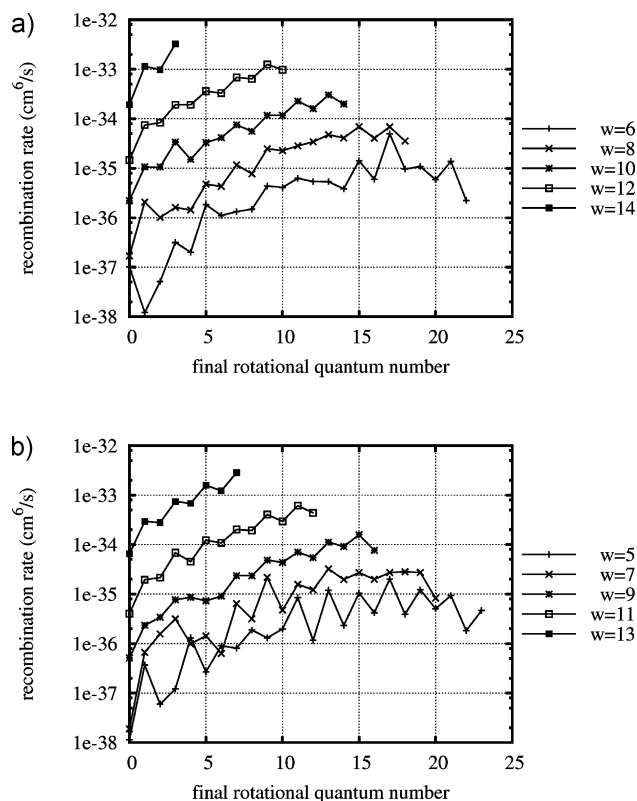 a)
recombination rate (cm⁶/s)
1e-32
1e-33
1e-34
1e-35
1e-36
1e-37
1e-38
0 5 10 15 20 25
final rotational quantum number
w=6
w=8
w=10
w=12
w=14
b)
recombination rate (cm⁶/s)
1e-32
1e-33
1e-34
1e-35
1e-36
1e-37
1e-38
0 5 10 15 20 25
final rotational quantum number
w=5
w=7
w=9
w=11
w=13